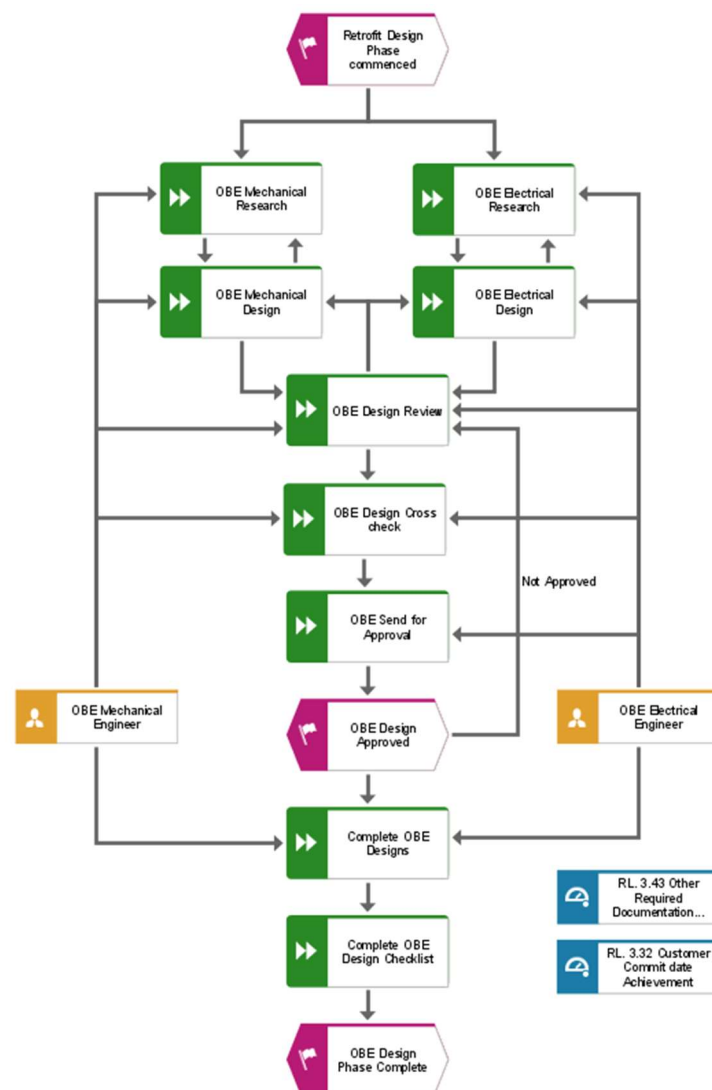 Retrofit Design
Phase
commenced
OBE Mechanical
Research
OBE Electrical
Research
OBE Mechanical
Design
OBE Electrical
Design
OBE Design Review
OBE Design Cross
check
Not Approved
OBE Send for
Approval
OBE Mechanical
Engineer
OBE Design
Approved
OBE Electrical
Engineer
Complete OBE
Designs
RL. 3.43 Other
Required
Documentation...
Complete OBE
Design Checklist
RL. 3.32 Customer
Commit date
Achievement
OBE Design
Phase Complete